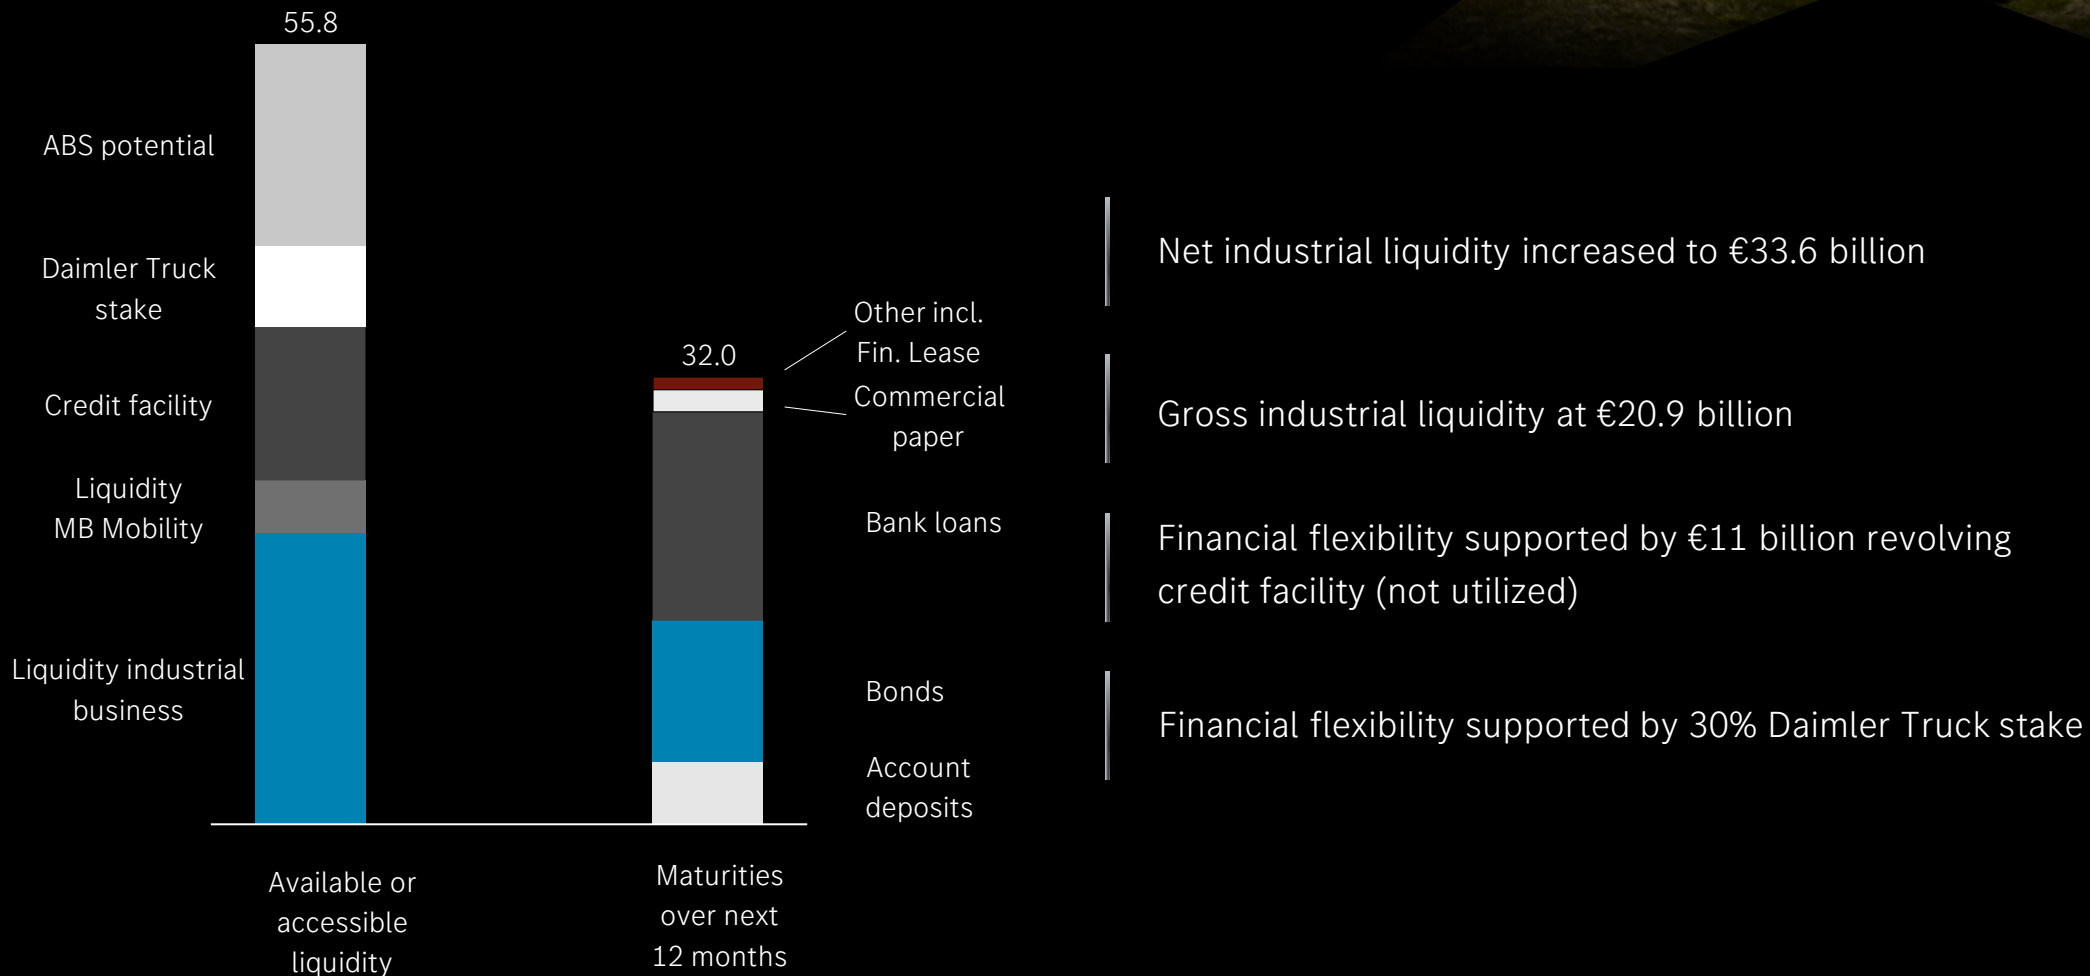 55.8
ABS potential
Daimler Truck
stake
Credit facility
Liquidity
MB Mobility
Liquidity industrial
business
Available or
accessible
liquidity
32.0
Other incl.
Fin. Lease
Commercial
paper
Bank loans
Bonds
Account
deposits
Maturities
over next
12 months
Net industrial liquidity increased to €33.6 billion
Gross industrial liquidity at €20.9 billion
Financial flexibility supported by €11 billion revolving
credit facility (not utilized)
Financial flexibility supported by 30% Daimler Truck stake